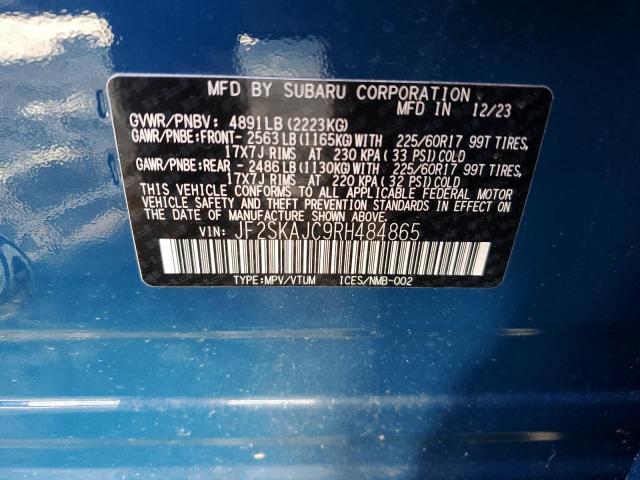 MFD BY SUBARU CORPORATION
MFD IN 12/23
GVWR/PNBV: 4891LB (2223KG)
GAWR/PNBE:FRONT- 2563LB (1165KG) WITH 225/60R17 99T TIRES,
17X7J RIMS AT 230 KPA (33 PSI) COLD
GAWR/PNBE:REAR - 2486LB (1130KG) WITH 225/60R17 99T TIRES,
17X7J RIMS AT 220 KPA (32 PSI) COLD
THIS VEHICLE CONFORMS TO ALL APPLICABLE FEDERAL MOTOR
VEHICLE SAFETY AND THEFT PREVENTION STANDARDS IN
EFFECT ON THE DATE OF MANUFACTURE SHOWN ABOVE.
VIN: JF2SKAJC9RH484865
TYPE:MPV/VTUM ICES/NMB-002